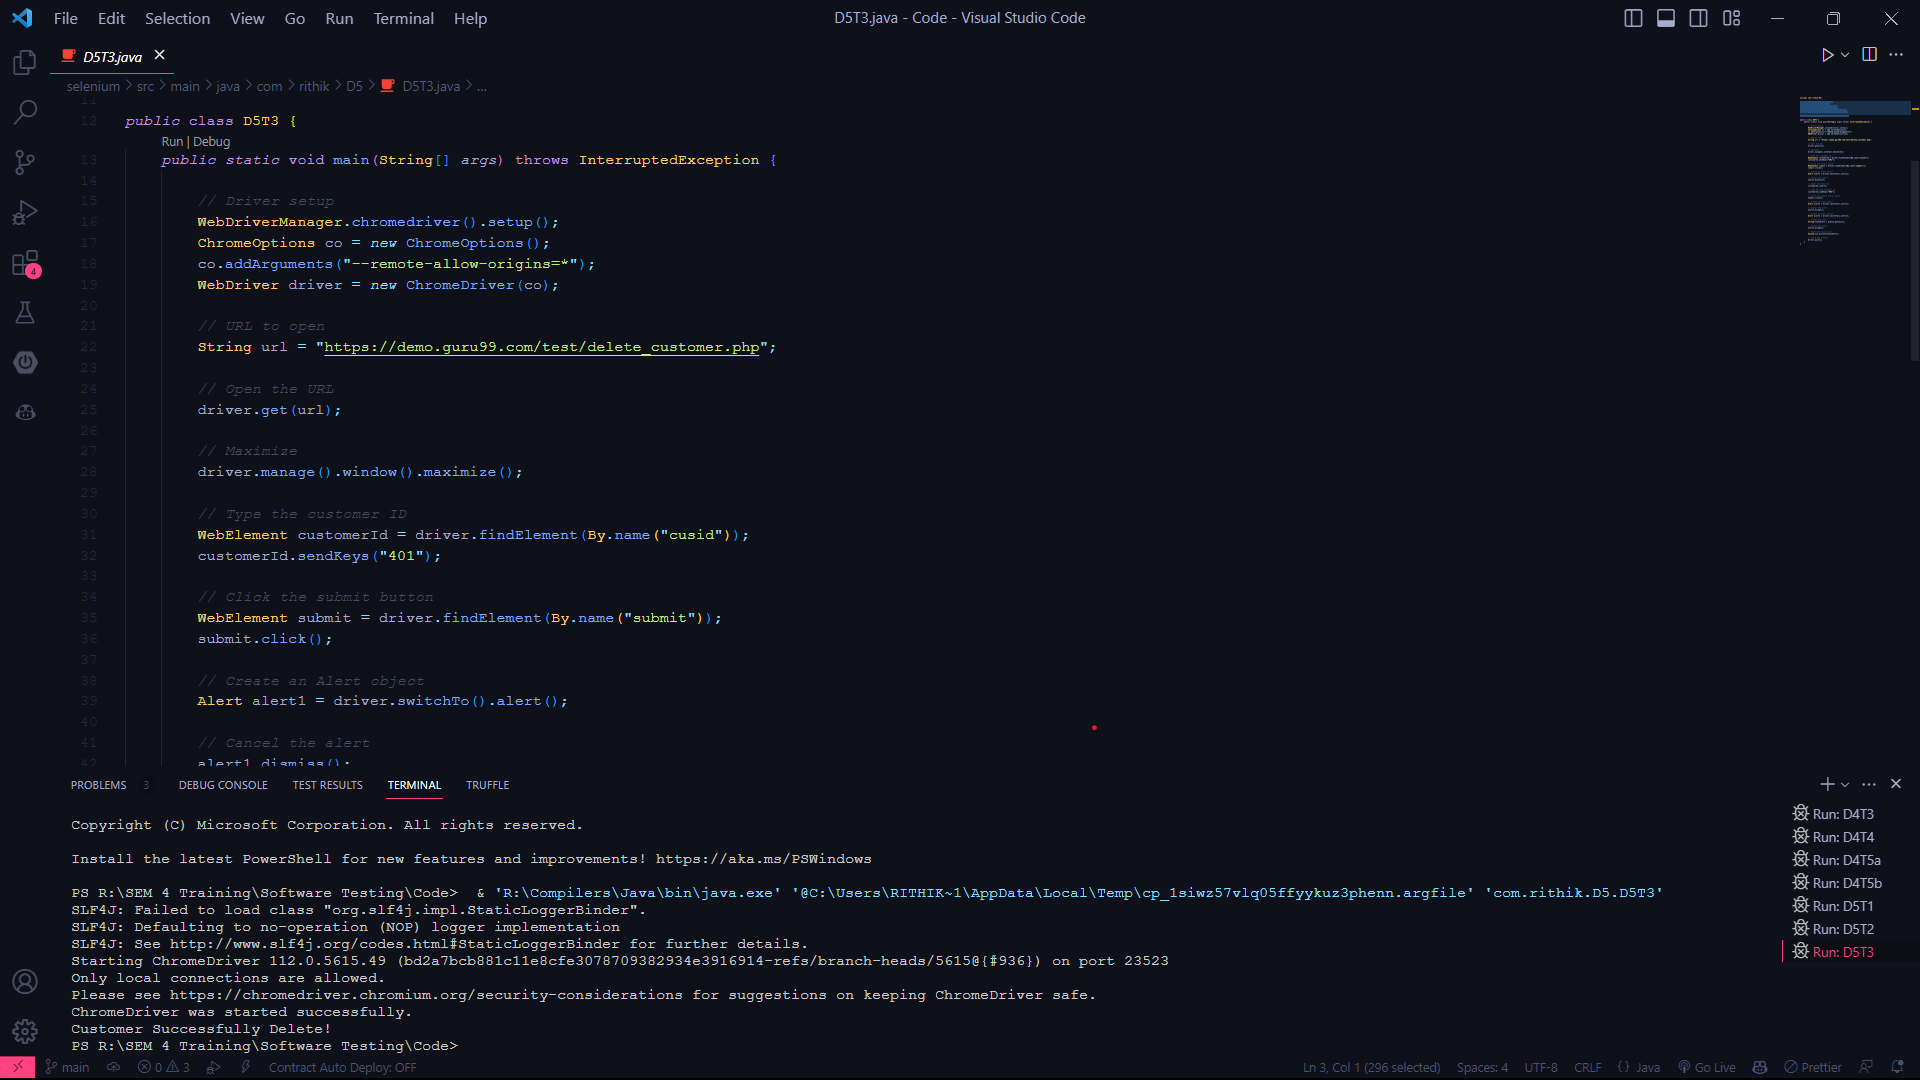 File Edit Selection View Go Run Terminal Help
D5T3.java - Code - Visual Studio Code
D5T3.java
selenium > src > main > java > com > rithik > D5 > D5T3.java > ...
11
12 public class D5T3 {
Run | Debug
13 public static void main(String[] args) throws InterruptedException {
14
15 // Driver setup
16 WebDriverManager.chromedriver().setup();
17 ChromeOptions co = new ChromeOptions();
18 co.addArguments("--remote-allow-origins=*");
19 WebDriver driver = new ChromeDriver(co);
20
21 // URL to open
22 String url = "https://demo.guru99.com/test/delete_customer.php";
23
24 // Open the URL
25 driver.get(url);
26
27 // Maximize
28 driver.manage().window().maximize();
29
30 // Type the customer ID
31 WebElement customerId = driver.findElement(By.name("cusid"));
32 customerId.sendKeys("401");
33
34 // Click the submit button
35 WebElement submit = driver.findElement(By.name("submit"));
36 submit.click();
37
38 // Create an Alert object
39 Alert alert1 = driver.switchTo().alert();
40
41 // Cancel the alert
42 alert1.dismiss();
4
PROBLEMS 3 DEBUG CONSOLE TEST RESULTS TERMINAL TRUFFLE
Copyright (C) Microsoft Corporation. All rights reserved.
Install the latest PowerShell for new features and improvements! https://aka.ms/PSWindows
PS R:\SEM 4 Training\Software Testing\Code>  & 'R:\Compilers\Java\bin\java.exe' '@C:\Users\RITHIK~1\AppData\Local\Temp\cp_1siwz57vlq05ffyykuz3phenn.argfile' 'com.rithik.D5.D5T3'
SLF4J: Failed to load class "org.slf4j.impl.StaticLoggerBinder".
SLF4J: Defaulting to no-operation (NOP) logger implementation
SLF4J: See http://www.slf4j.org/codes.html#StaticLoggerBinder for further details.
Starting ChromeDriver 112.0.5615.49 (bd2a7bcb881c11e8cfe3078709382934e3916914-refs/branch-heads/5615@{#936}) on port 23523
Only local connections are allowed.
Please see https://chromedriver.chromium.org/security-considerations for suggestions on keeping ChromeDriver safe.
ChromeDriver was started successfully.
Customer Successfully Delete!
PS R:\SEM 4 Training\Software Testing\Code>
Run: D4T3
Run: D4T4
Run: D4T5a
Run: D4T5b
Run: D5T1
Run: D5T2
Run: D5T3
main 0 3 Contract Auto Deploy: OFF Ln 3, Col 1 (296 selected) Spaces: 4 UTF-8 CRLF {} Java Go Live Prettier